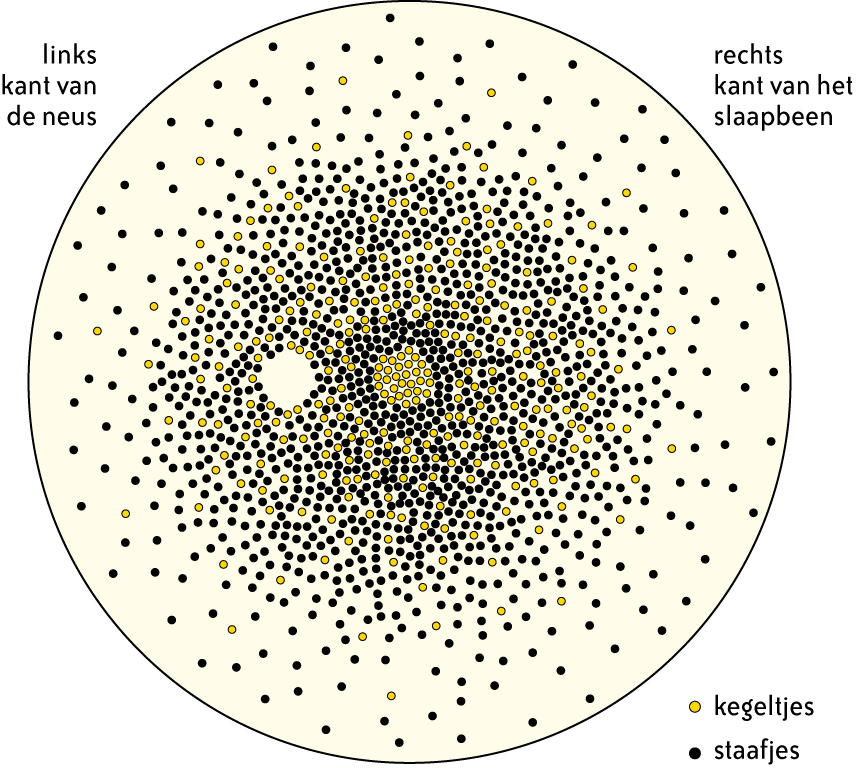 links
kant van
de neus
rechts
kant van het
slaapbeen
kegeltjes
staafjes